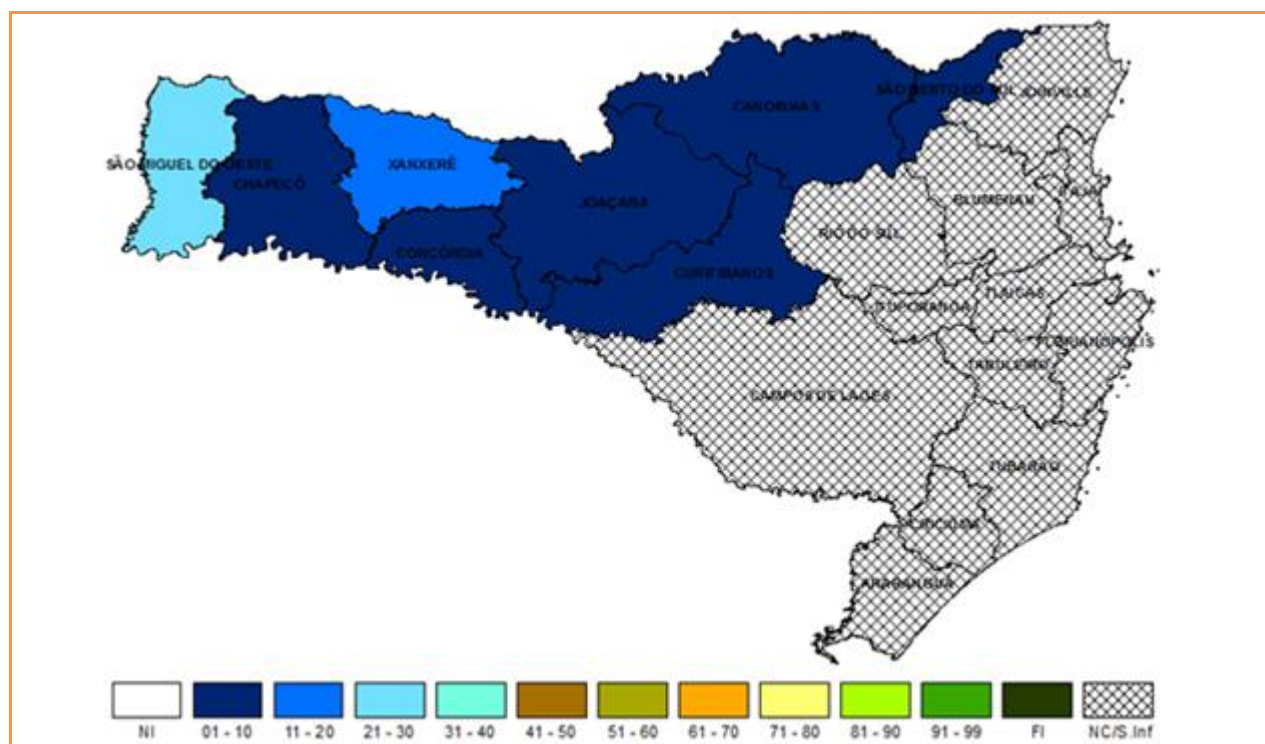 CANOINHAS
SÃO BENTO DO SUL
JOINVILLE
SÃO MIGUEL DO OESTE
XANXERÊ
CHAPECÓ
ITAJAÍ
BLUMENAU
JOAÇABA
RIO DO SUL
CONCÓRDIA
CURITIBANOS
TIJUCAS
ITUPORANGA
FLORIANÓPOLIS
TABULEIRO
CAMPOS DE LAGES
TUBARÃO
CRICIÚMA
ARARANGUÁ
NI 01 - 10 11 - 20 21 - 30 31 - 40 41 - 50 51 - 60 61 - 70 71 - 80 81 - 90 91 - 99 FI NC/S.Inf